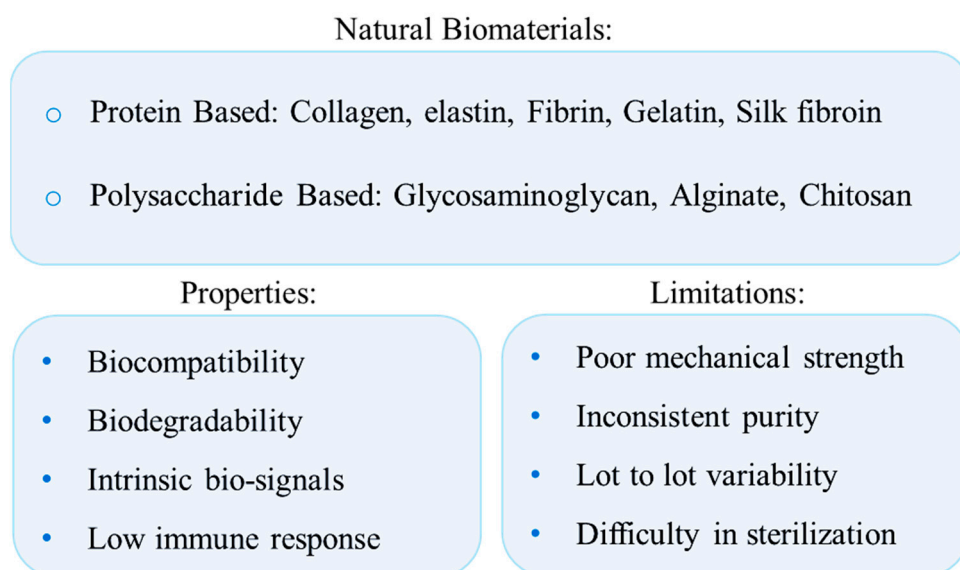 Natural Biomaterials:
Protein Based: Collagen, elastin, Fibrin, Gelatin, Silk fibroin
Polysaccharide Based: Glycosaminoglycan, Alginate, Chitosan
Properties:
Biocompatibility
Biodegradability
Intrinsic bio-signals
Low immune response
Limitations:
Poor mechanical strength
Inconsistent purity
Lot to lot variability
Difficulty in sterilization